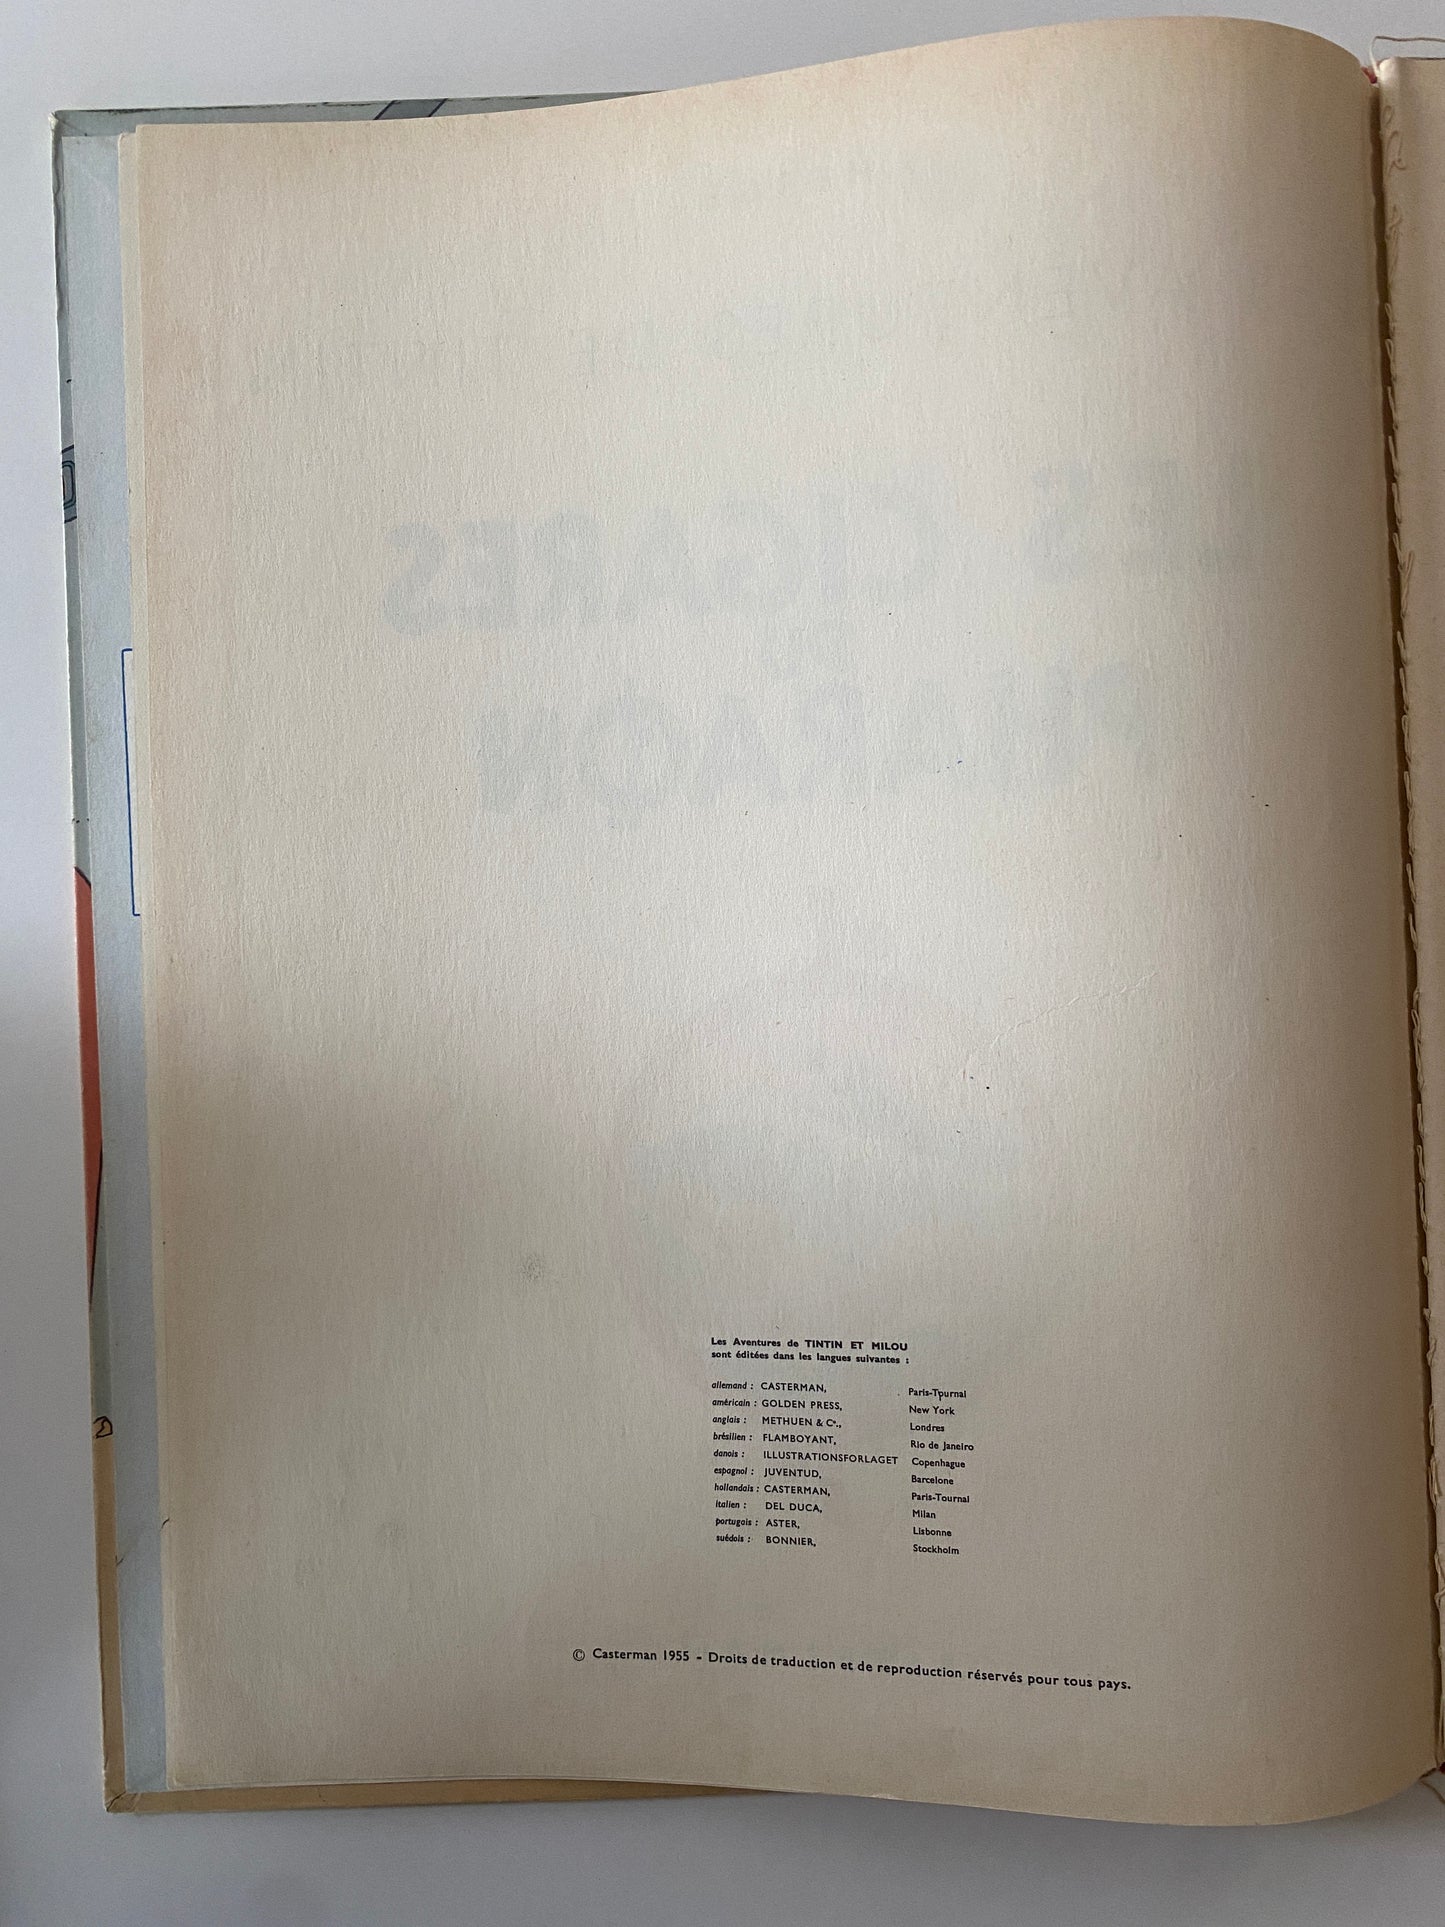 Les Aventures de TINTIN ET MILOU
sont éditées dans les langues suivantes :
allemand : CASTERMAN, Paris-Tournai
américain : GOLDEN PRESS, New York
anglais : METHUEN & Cº., Londres
brésilien : FLAMBOYANT, Rio de Janeiro
danois : ILLUSTRATIONSFORLAGET Copenhague
espagnol : JUVENTUD, Barcelone
hollandais : CASTERMAN, Paris-Tournai
italien : DEL DUCA, Milan
portugais : ASTER, Lisbonne
suédois : BONNIER, Stockholm
© Casterman 1955 - Droits de traduction et de reproduction réservés pour tous pays.